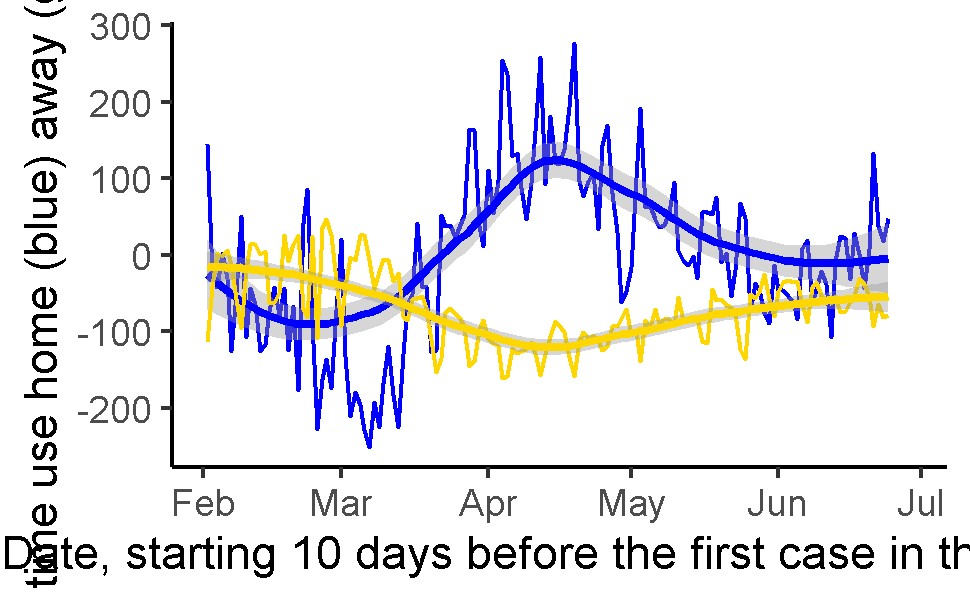 300
200
100
0
-100
-200
time use home (blue) away (
Feb Mar Apr May Jun Jul
Date, starting 10 days before the first case in th